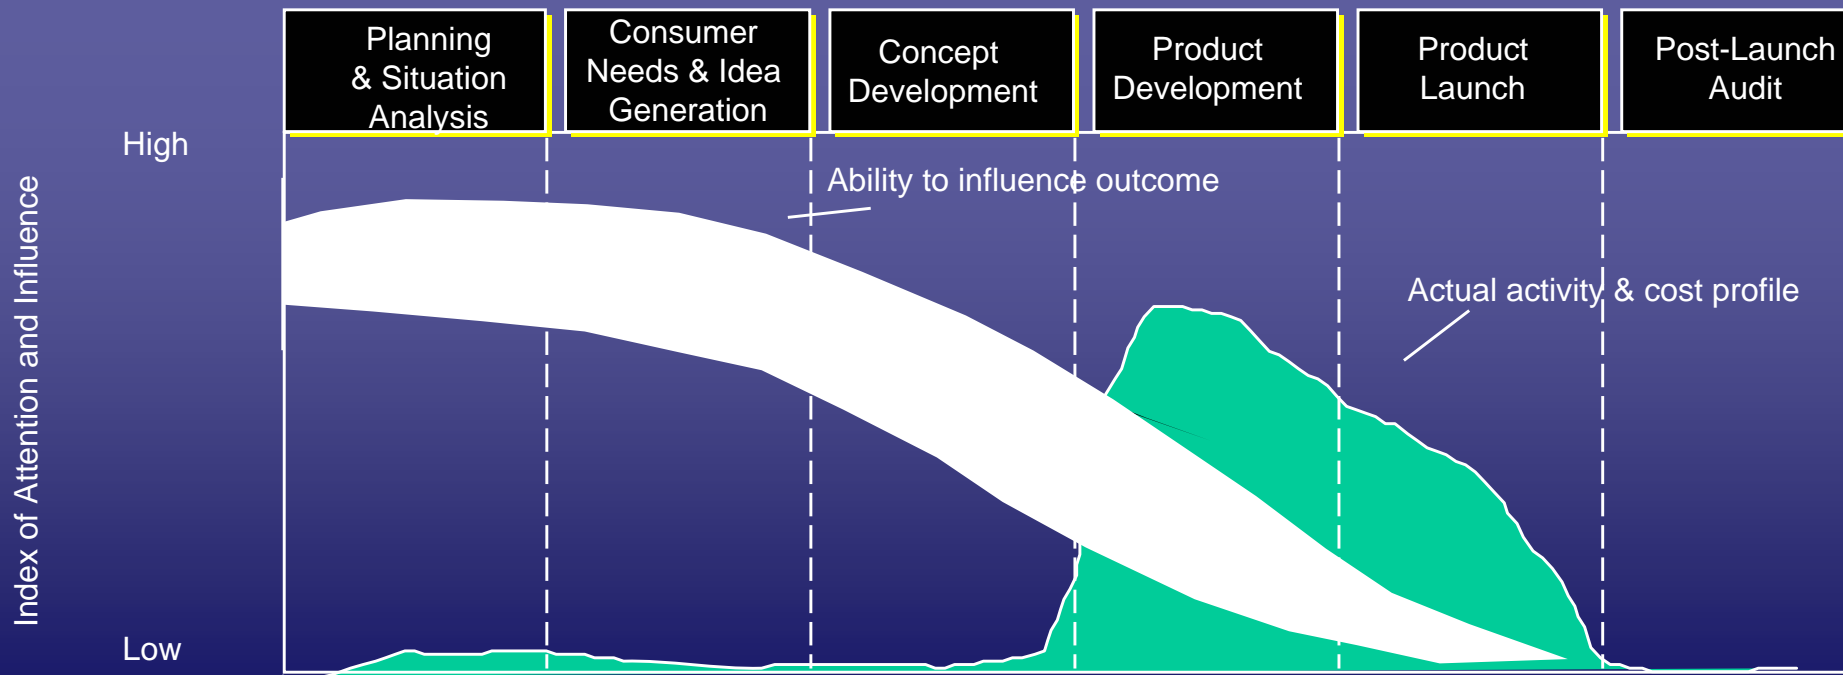 Planning
& Situation
Analysis
Consumer
Needs & Idea
Generation
Concept
Development
Product
Development
Product
Launch
Post-Launch
Audit
High
Ability to influence outcome
Actual activity & cost profile
Index of Attention and Influence
Low